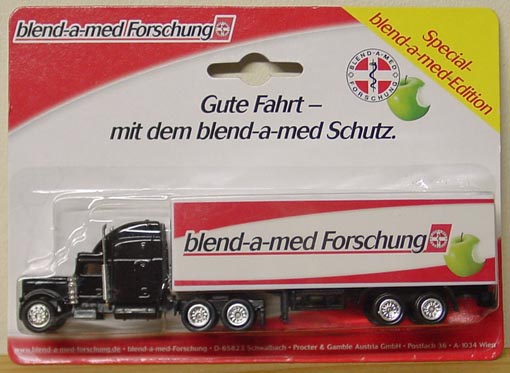 blend-a-med Forschung
Special-
blend-a-med-Edition
BLEND-A-MED
FORSCHUNG
Gute Fahrt –
mit dem blend-a-med Schutz.
blend-a-med Forschung
www.blend-a-med-forschung.de • blend-a-med-Forschung • D-65823 Schwalbach • Procter & Gamble Austria GmbH • Postfach 36 • A-1034 Wien